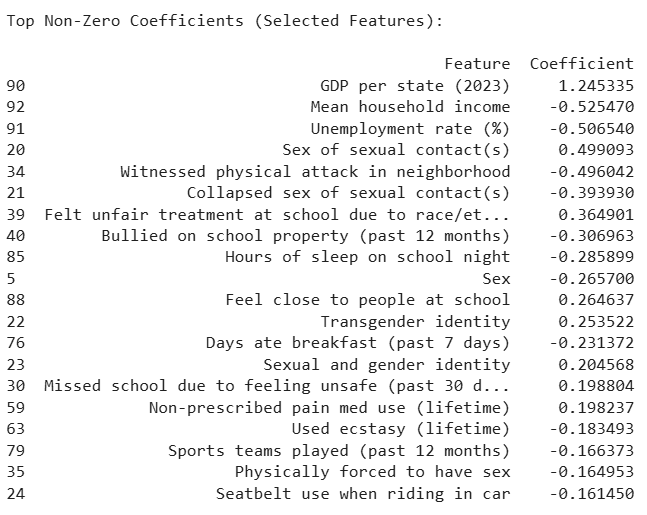 Top Non-Zero Coefficients (Selected Features):
Feature Coefficient
90 GDP per state (2023) 1.245335
92 Mean household income -0.525470
91 Unemployment rate (%) -0.506540
20 Sex of sexual contact(s) 0.499093
34 Witnessed physical attack in neighborhood -0.496042
21 Collapsed sex of sexual contact(s) -0.393930
39 Felt unfair treatment at school due to race/et... 0.364901
40 Bullied on school property (past 12 months) -0.306963
85 Hours of sleep on school night -0.285899
5 Sex -0.265700
88 Feel close to people at school 0.264637
22 Transgender identity 0.253522
76 Days ate breakfast (past 7 days) -0.231372
23 Sexual and gender identity 0.204568
30 Missed school due to feeling unsafe (past 30 d... 0.198804
59 Non-prescribed pain med use (lifetime) 0.198237
63 Used ecstasy (lifetime) -0.183493
79 Sports teams played (past 12 months) -0.166373
35 Physically forced to have sex -0.164953
24 Seatbelt use when riding in car -0.161450